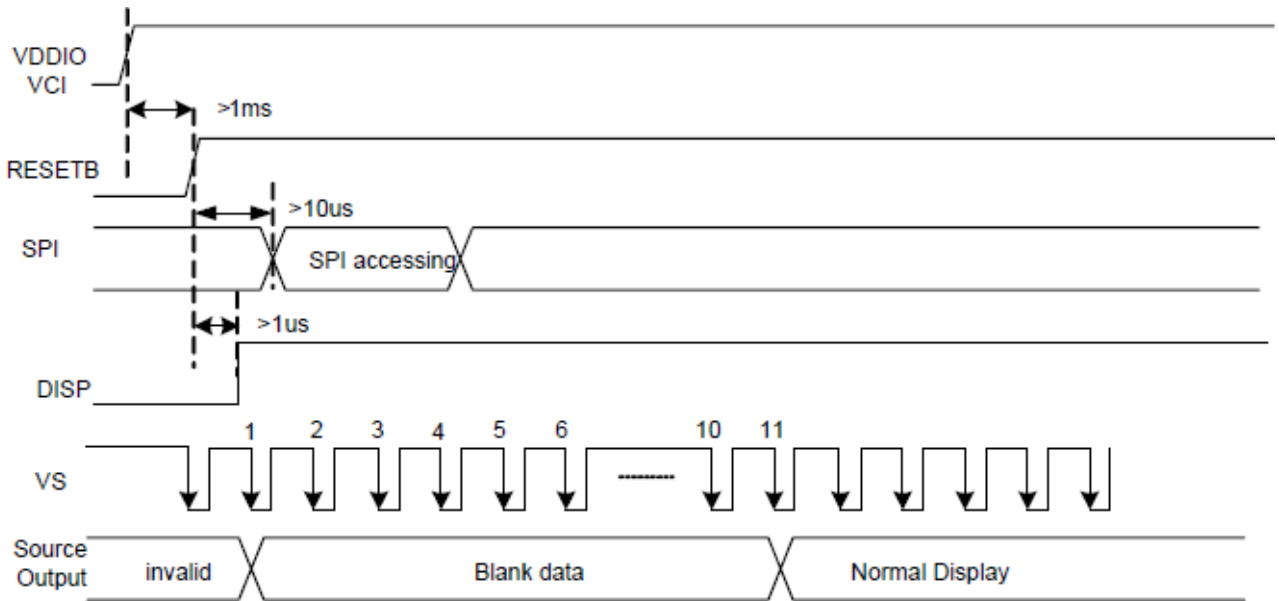 VDDIO
VCI
>1ms
RESETB
>10us
SPI
SPI accessing
>1us
DISP
1 2 3 4 5 6 10 11
VS
Source
Output
invalid
Blank data
Normal Display